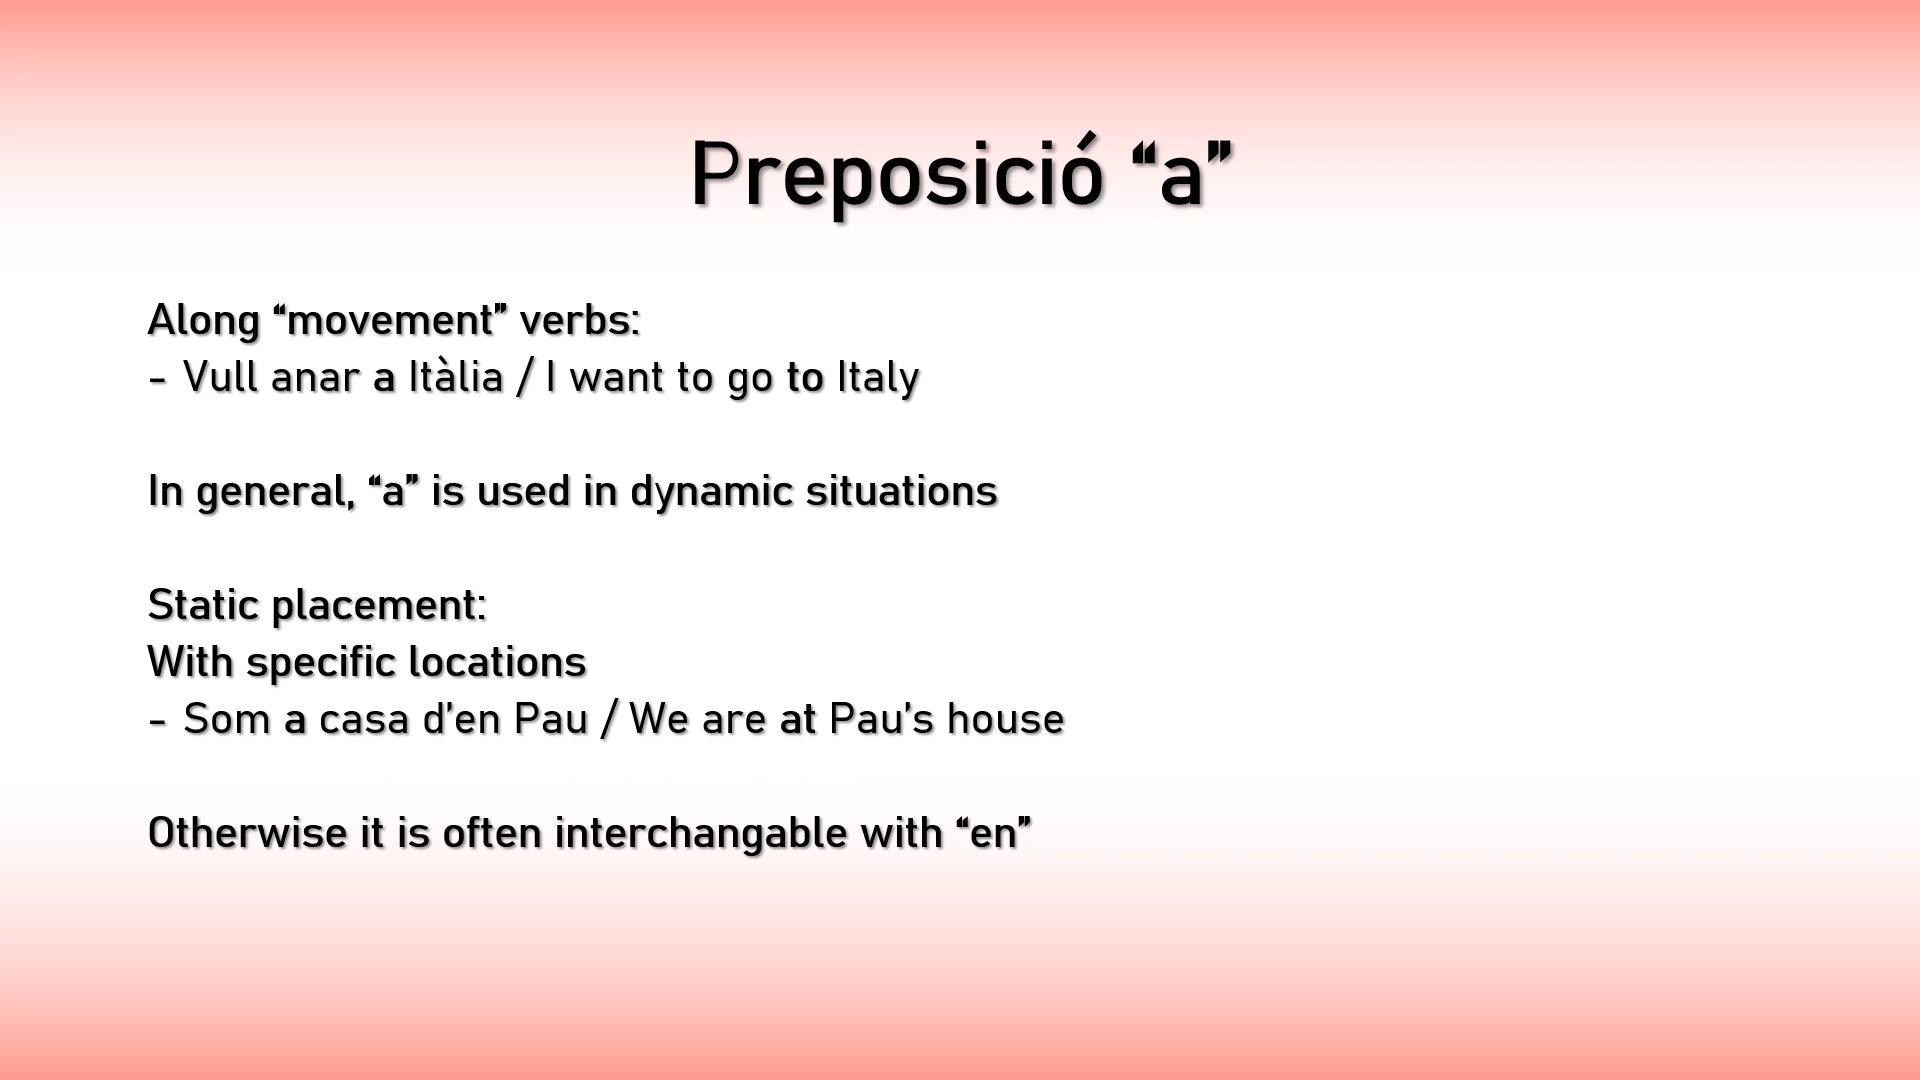 Preposició “a”
Along “movement” verbs:
- Vull anar a Itàlia / I want to go to Italy
In general, “a” is used in dynamic situations
Static placement:
With specific locations
- Som a casa d’en Pau / We are at Pau’s house
Otherwise it is often interchangable with “en”